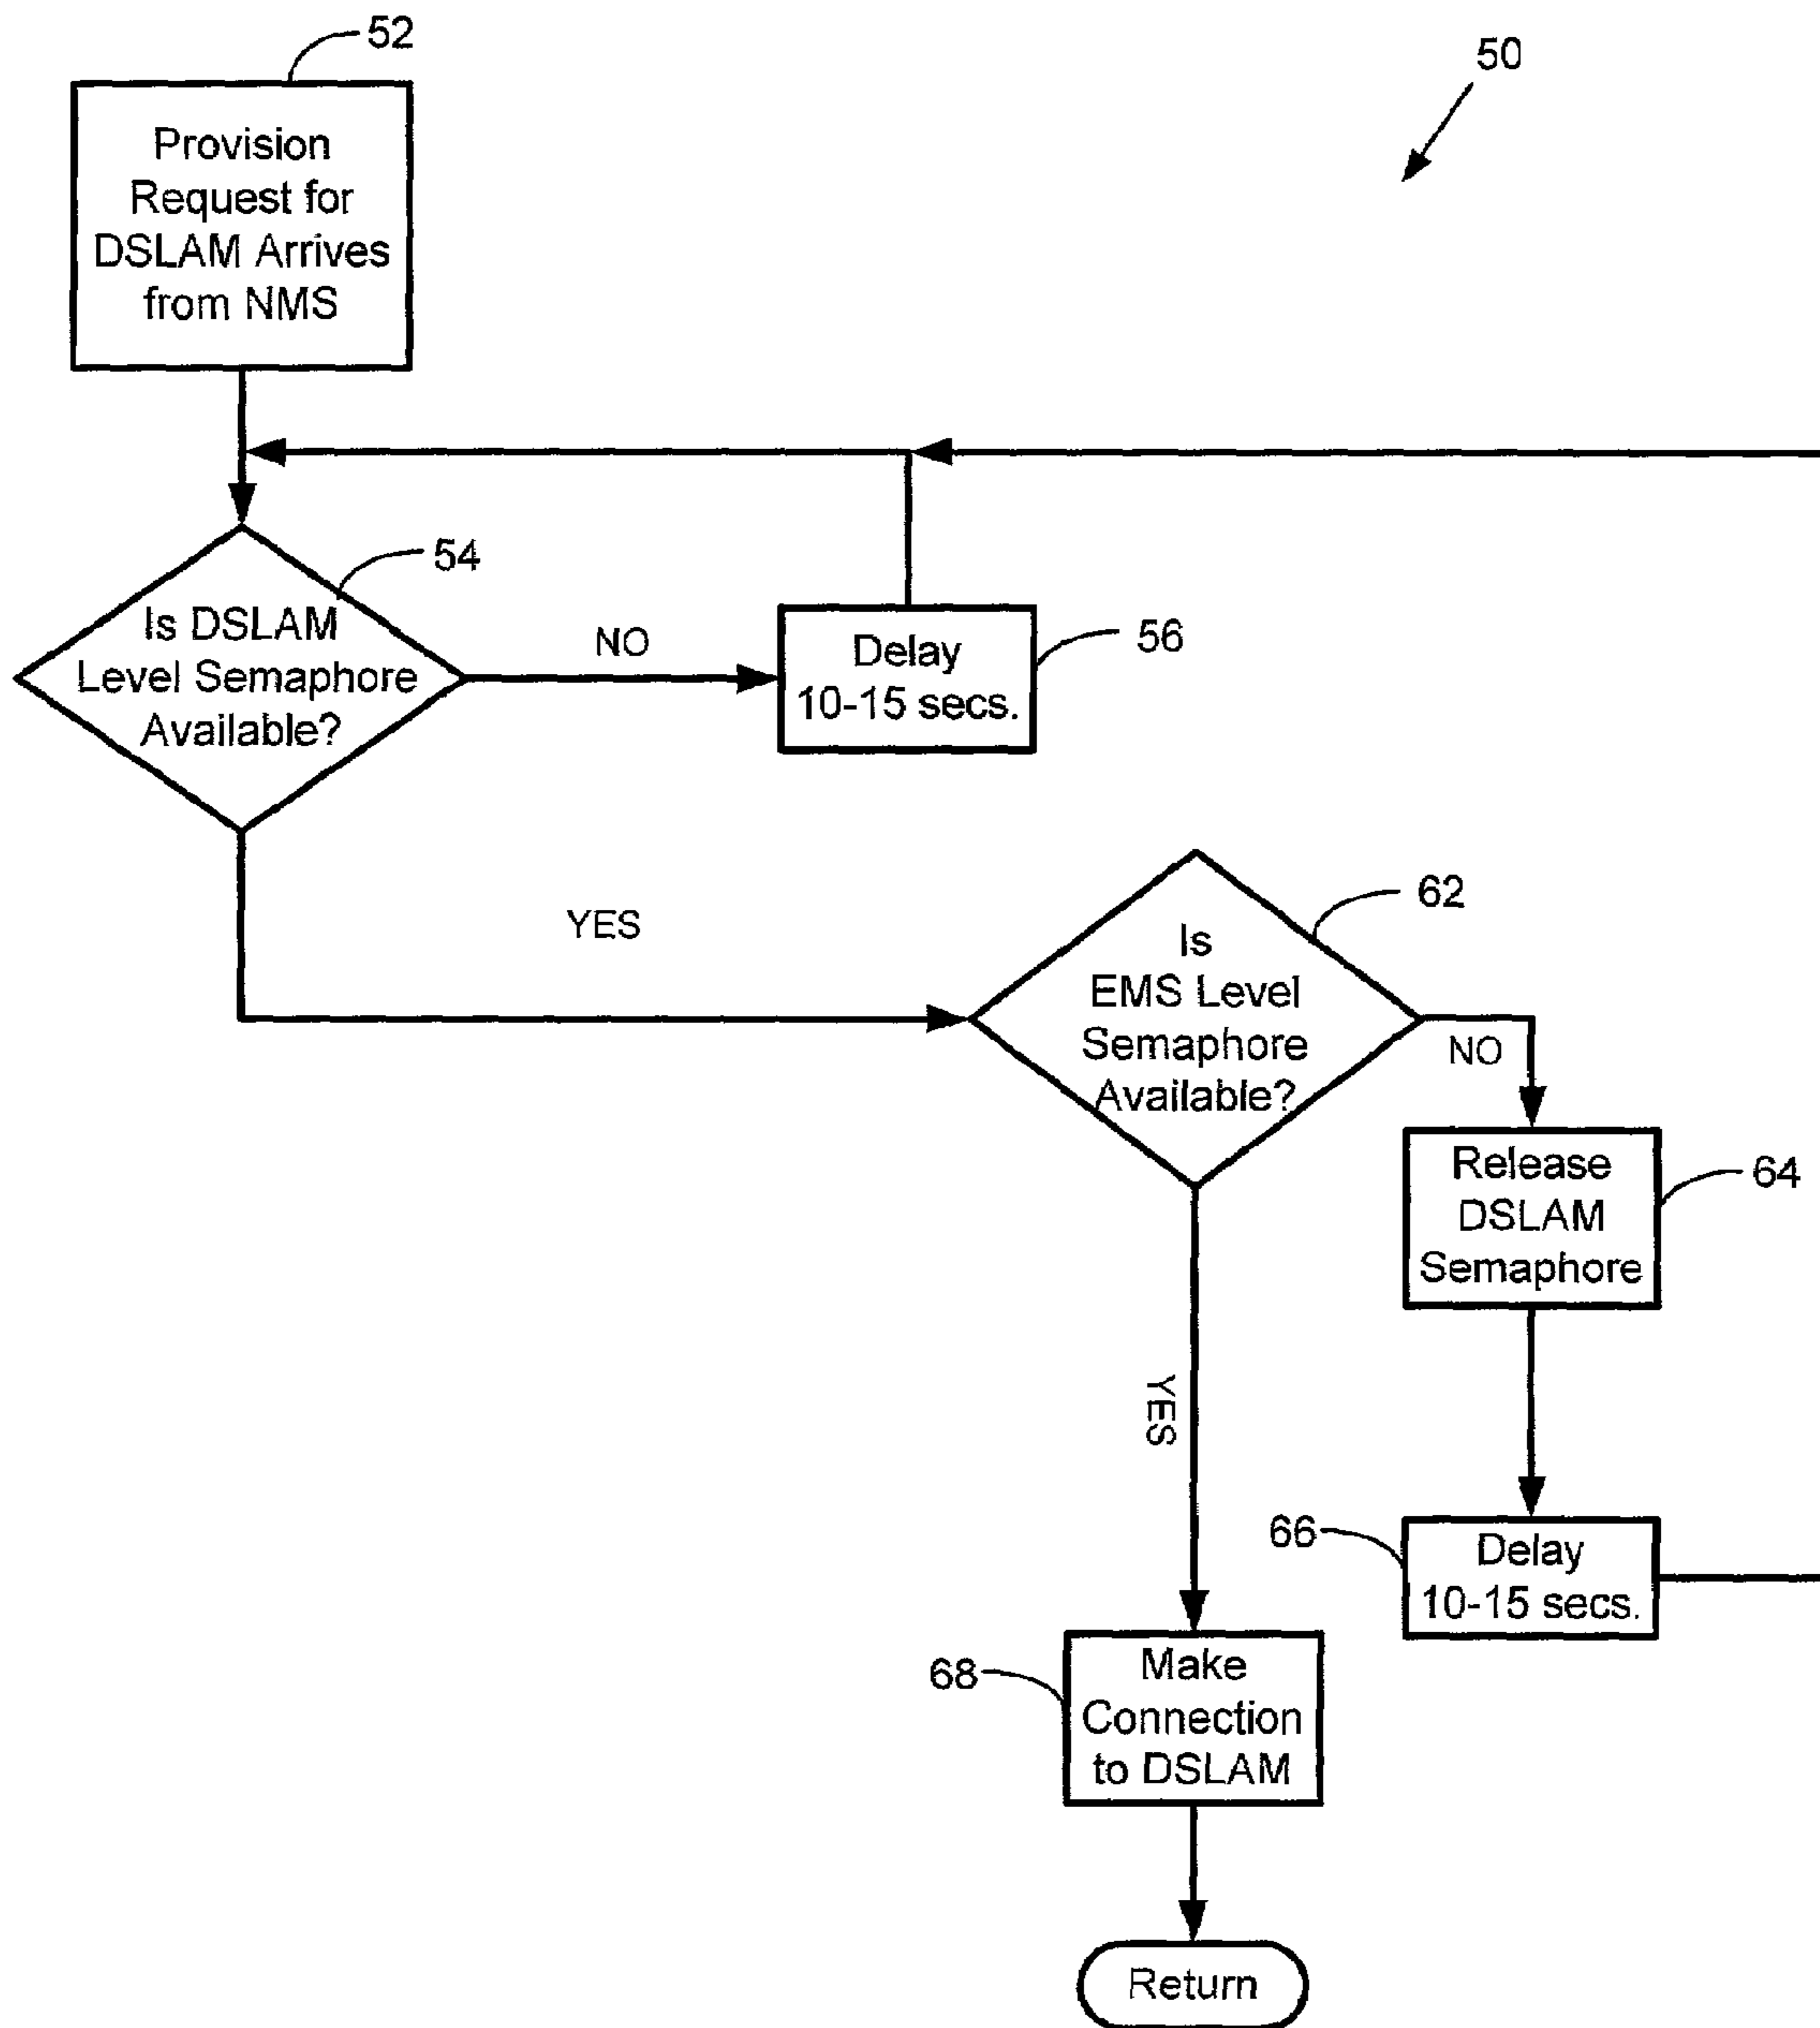 52
50
Provision
Request for
DSLAM Arrives
from NMS
54
Is DSLAM
Level Semaphore
Available?
NO
56
Delay
10-15 secs.
YES
62
Is
EMS Level
Semaphore
Available?
NO
64
Release
DSLAM
Semaphore
YES
66
Delay
10-15 secs.
68
Make
Connection
to DSLAM
Return